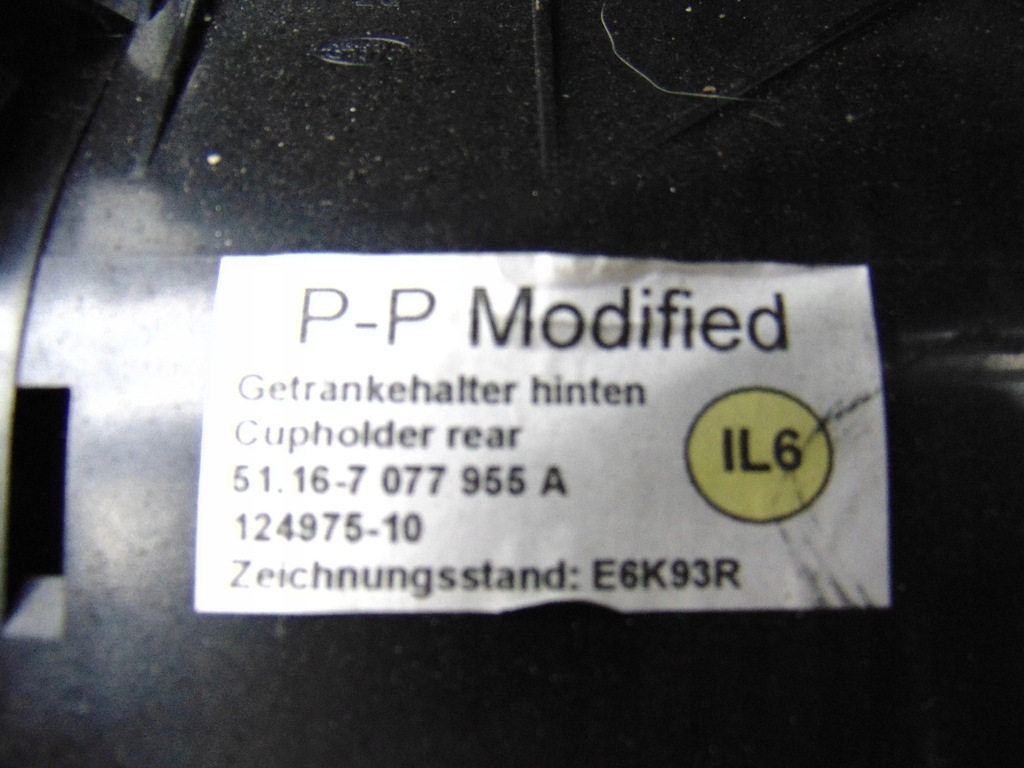 P-P Modified
Getrankehalter hinten
Cupholder rear
51.16-7 077 955 A
124975-10
Zeichnungsstand: E6K93R
IL6